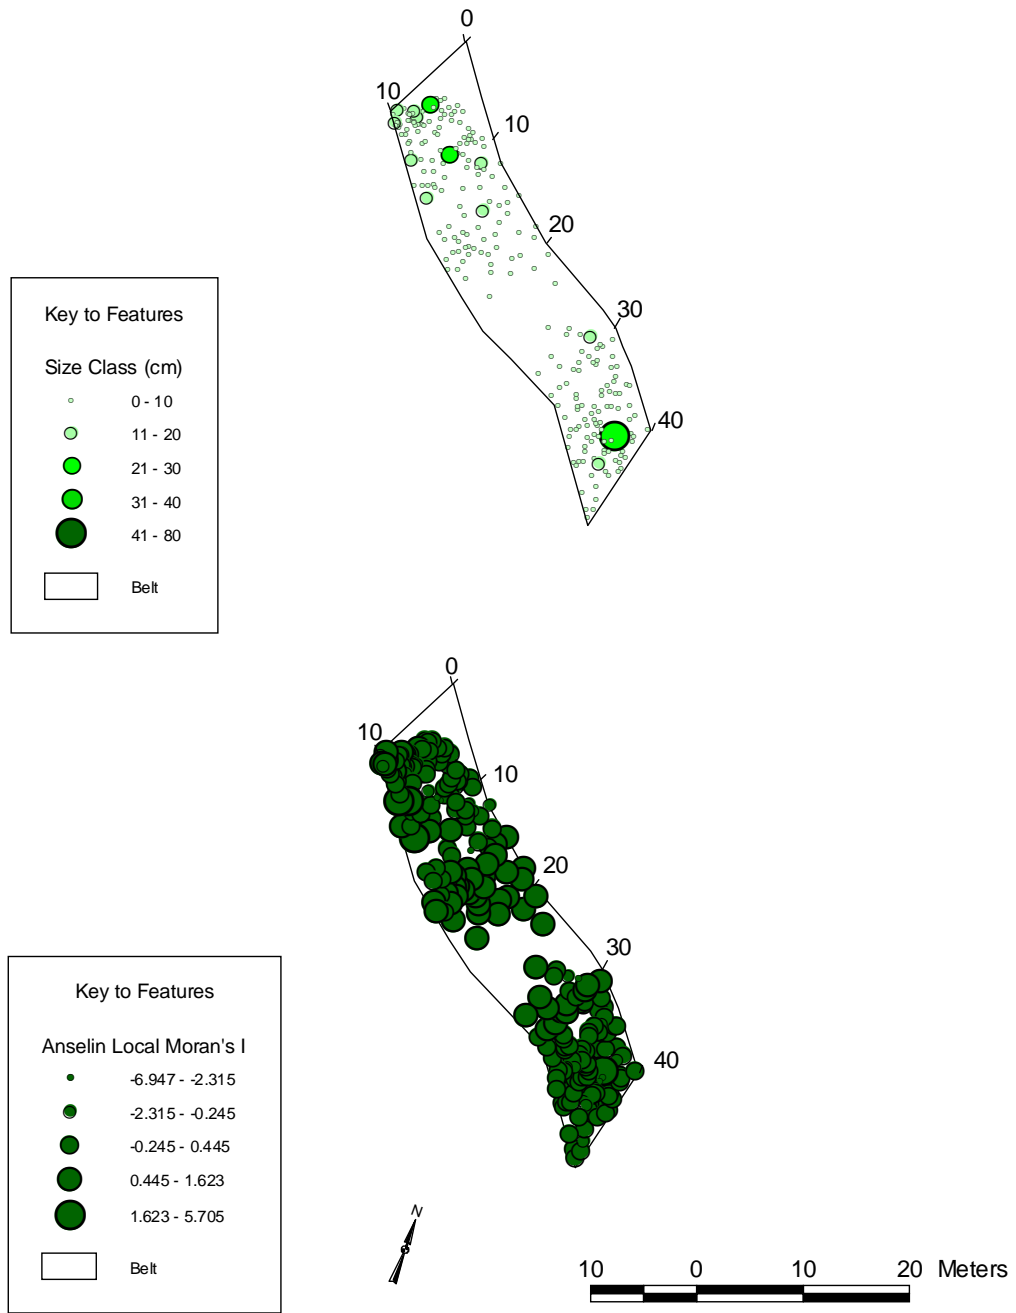 0
10
10
20
30
40
Key to Features
Size Class (cm)
0 - 10
11 - 20
21 - 30
31 - 40
41 - 80
Belt
0
10
10
20
30
40
Key to Features
Anselin Local Moran's I
-6.947 - -2.315
-2.315 - -0.245
-0.245 - 0.445
0.445 - 1.623
1.623 - 5.705
Belt
N
10 0 10 20 Meters